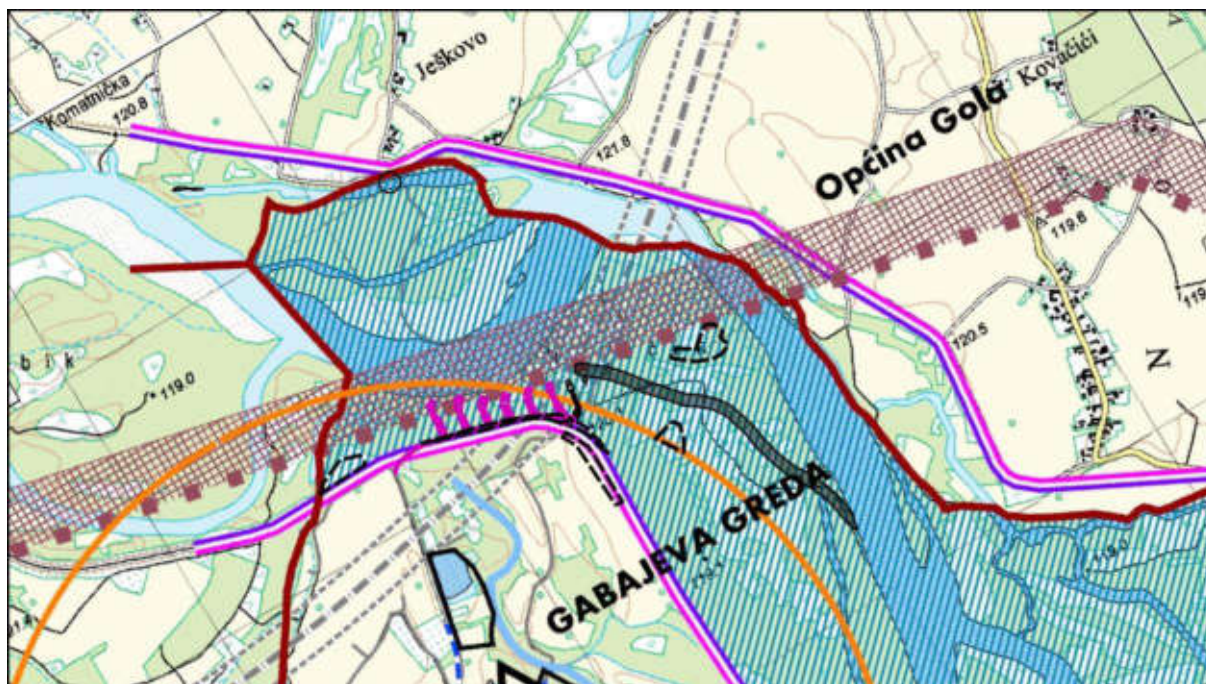 Komatnička
120.8
Ješkovo
121.8
Općina Gola
Kovačići
119.8
119.0
120.5
N
b i k
GABAJEVA GREDA
119.1
119.0